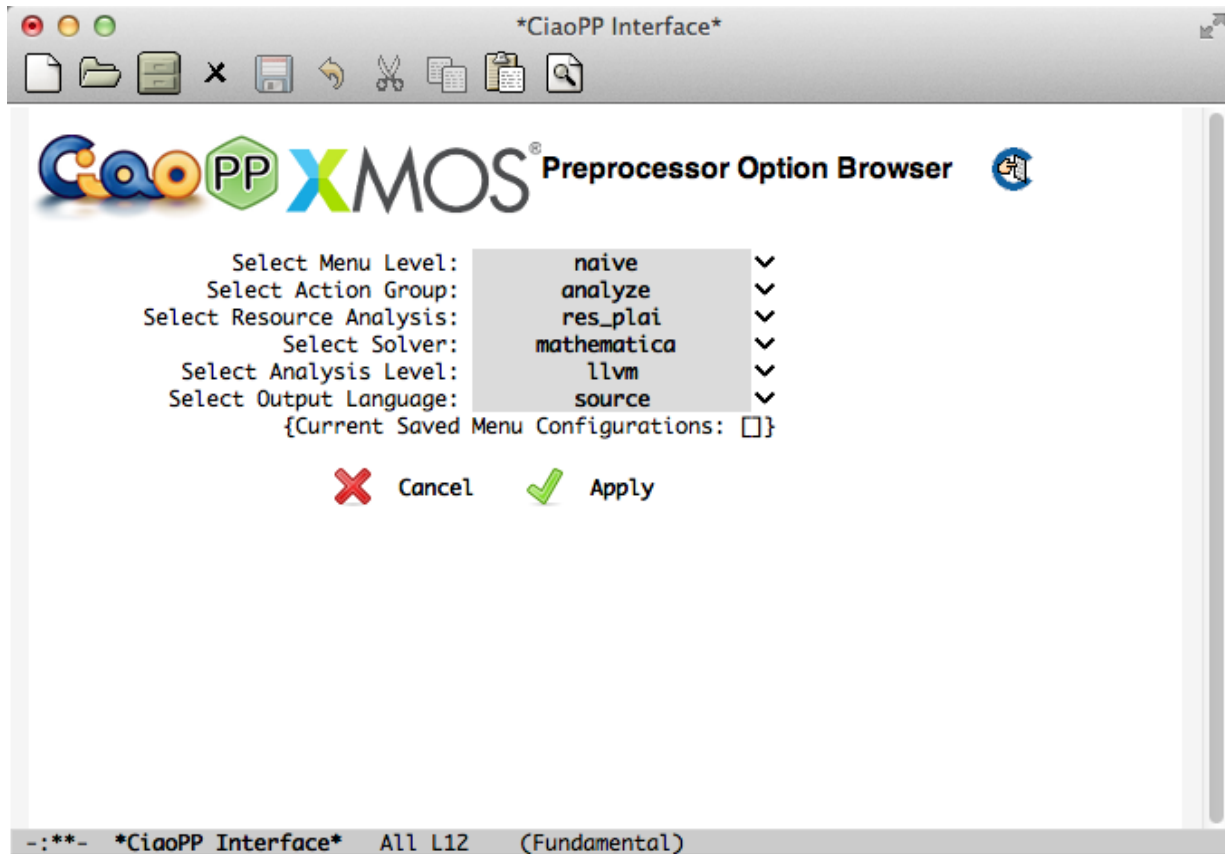 *CiaoPP Interface*
Ciao PP XMOS® Preprocessor Option Browser
Select Menu Level: naive
Select Action Group: analyze
Select Resource Analysis: res_plai
Select Solver: mathematica
Select Analysis Level: llvm
Select Output Language: source
{Current Saved Menu Configurations: []}
Cancel Apply
-:**- *CiaoPP Interface* All L12 (Fundamental)